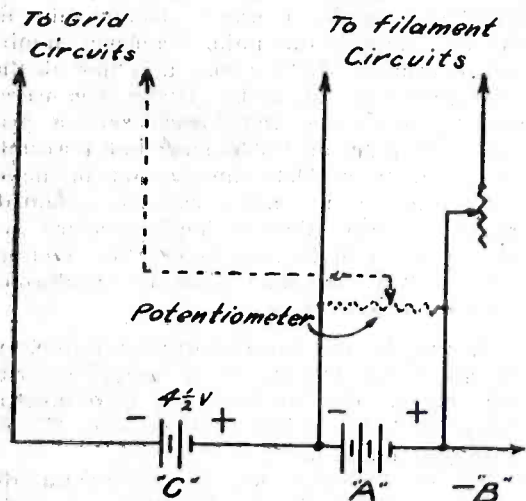 To Grid
Circuits
To filament
Circuits
Potentiometer
- 4½V +
- +
"C"
"A"
-"B"